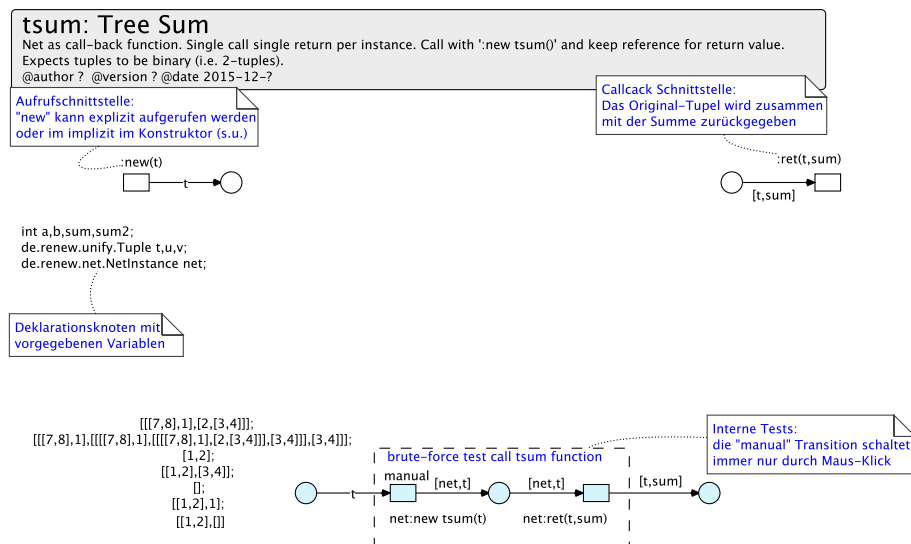 tsum: Tree Sum
Net as call-back function. Single call single return per instance. Call with ':new tsum()' and keep reference for return value.
Expects tuples to be binary (i.e. 2-tuples).
@author ? @version ? @date 2015-12-?
Aufrufschnittstelle:
"new" kann explizit aufgerufen werden
oder im implizit im Konstruktor (s.u.)
Callcack Schnittstelle:
Das Original-Tupel wird zusammen
mit der Summe zurückgegeben
:new(t)
t
:ret(t,sum)
[t,sum]
int a,b,sum,sum2;
de.renew.unify.Tuple t,u,v;
de.renew.net.NetInstance net;
Deklarationsknoten mit
vorgegebenen Variablen
[[[7,8],1],[2,[3,4]]];
[[[7,8],1],[[[[7,8],1],[[[[7,8],1],[2,[3,4]]],[3,4]]],[3,4]]];
[1,2];
[[1,2],[3,4]];
[];
[[1,2],1];
[[1,2],[]]
Interne Tests:
die "manual" Transition schaltet
immer nur durch Maus-Klick
brute-force test call tsum function
manual
t
[net,t]
[net,t]
[t,sum]
net:new tsum(t)
net:ret(t,sum)